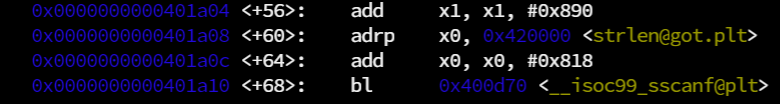 0x0000000000401a04 <+56>: add x1, x1, #0x890
0x0000000000401a08 <+60>: adrp x0, 0x420000 <strlen@got.plt>
0x0000000000401a0c <+64>: add x0, x0, #0x818
0x0000000000401a10 <+68>: bl 0x400d70 <__isoc99_sscanf@plt>